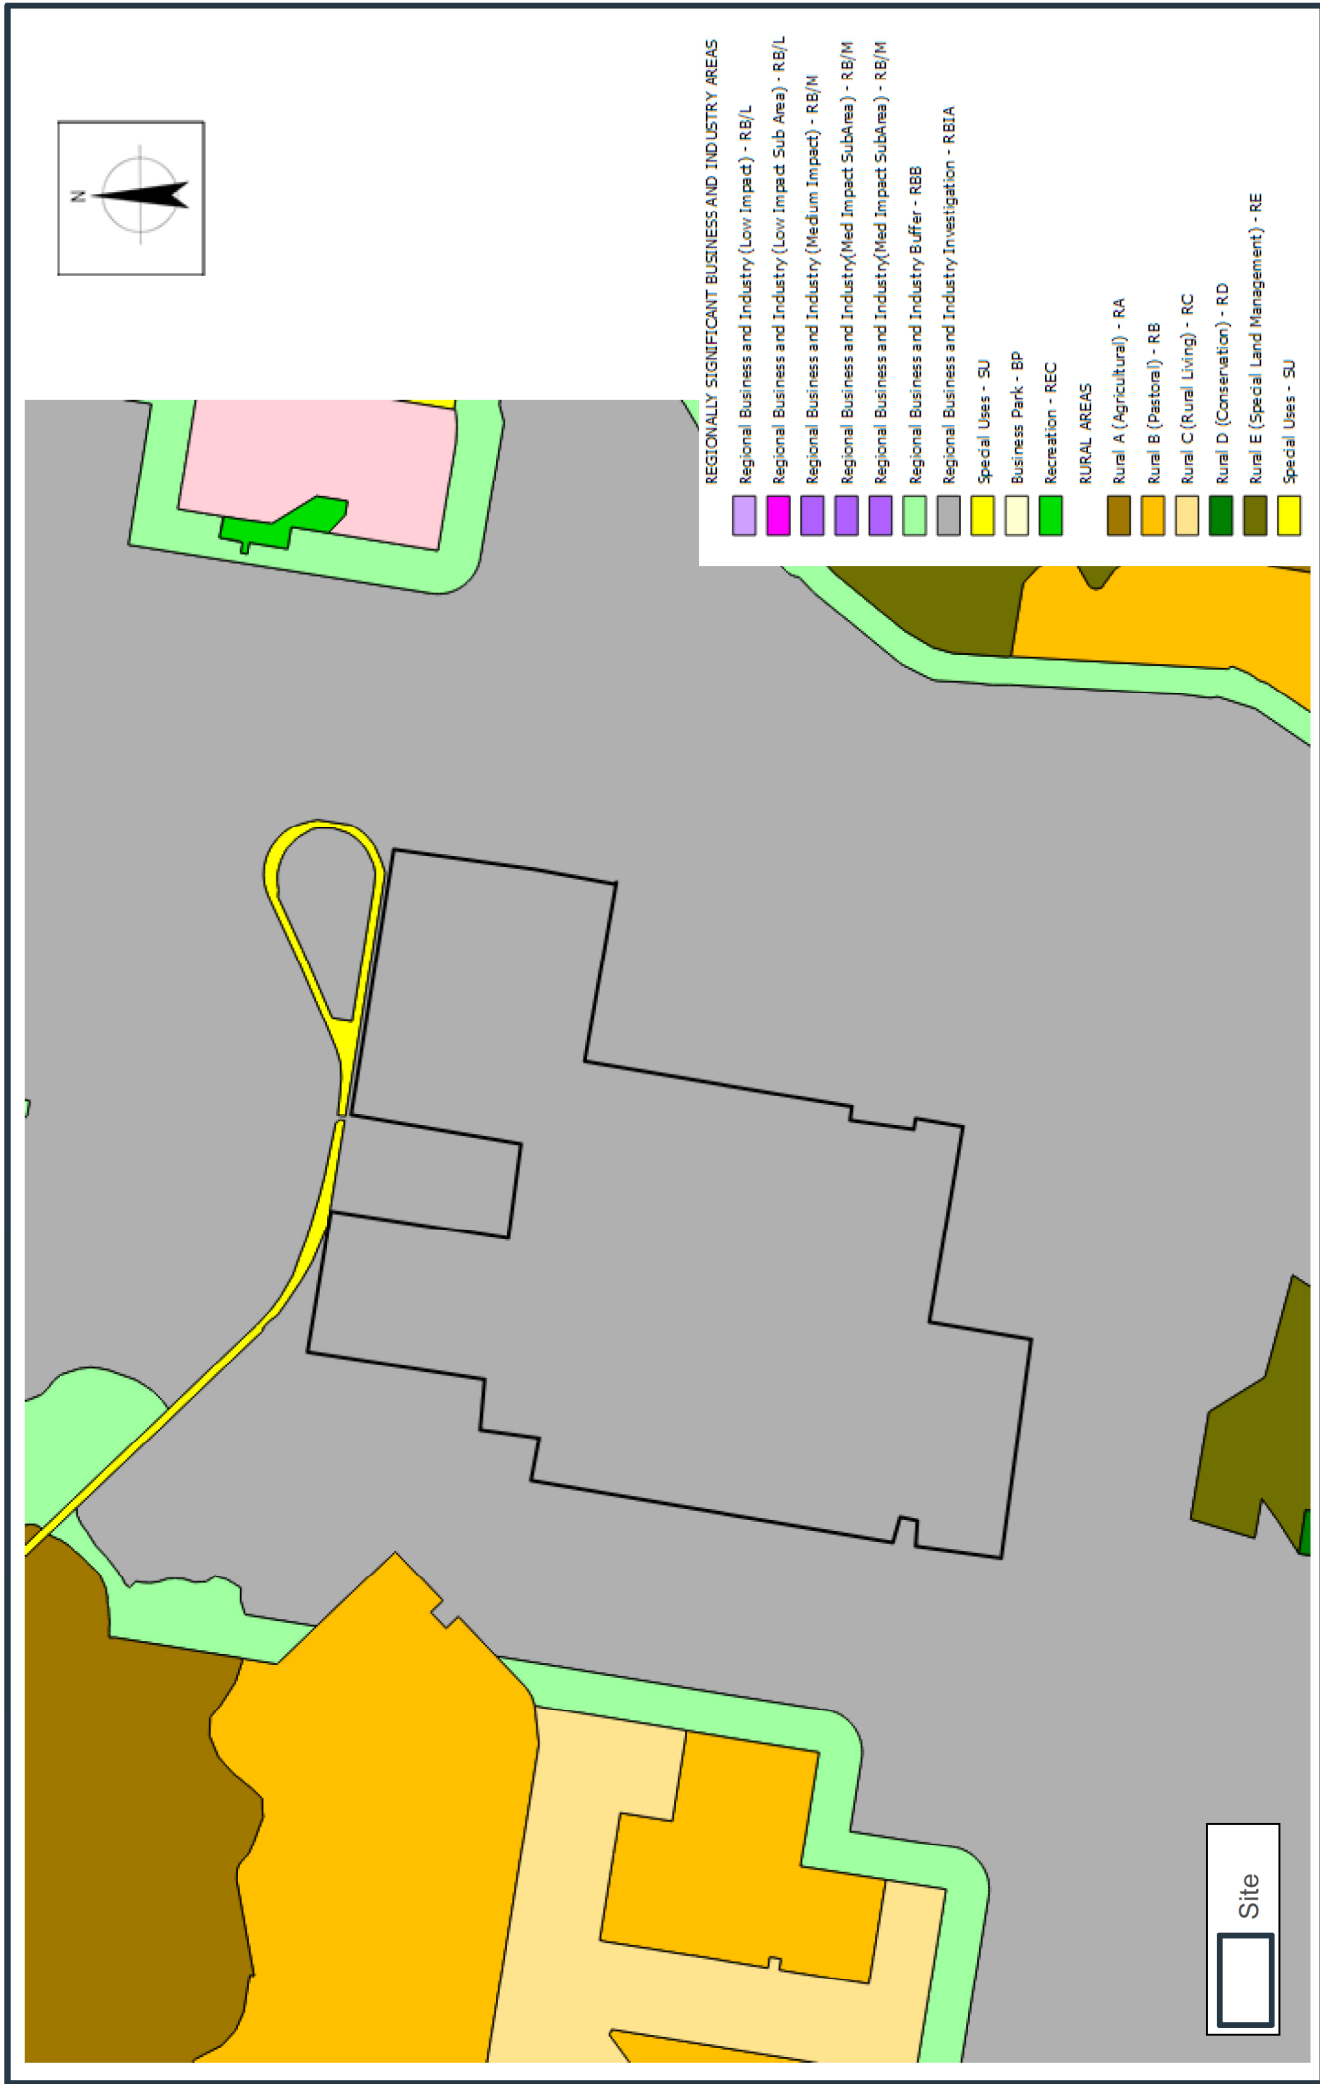 N
REGIONALLY SIGNIFICANT BUSINESS AND INDUSTRY AREAS
Regional Business and Industry (Low Impact) - RB/L
Regional Business and Industry (Low Impact Sub Area) - RB/L
Regional Business and Industry (Medium Impact) - RB/M
Regional Business and Industry(Med Impact SubArea) - RB/M
Regional Business and Industry(Med Impact SubArea) - RB/M
Regional Business and Industry Buffer - RBB
Regional Business and Industry Investigation - RBIA
Special Uses - SU
Business Park - BP
Recreation - REC
RURAL AREAS
Rural A (Agricultural) - RA
Rural B (Pastoral) - RB
Rural C (Rural Living) - RC
Rural D (Conservation) - RD
Rural E (Special Land Management) - RE
Special Uses - SU
Site